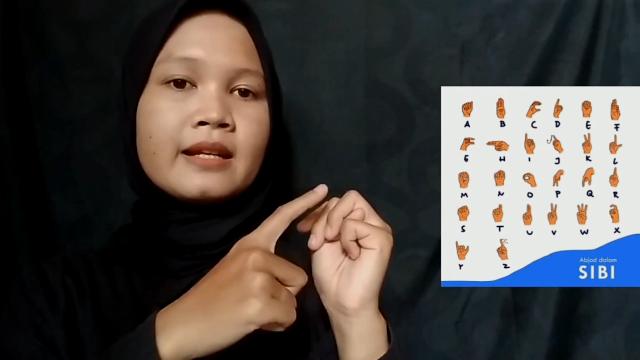 A B C D E F
G H I J K L
M N O P Q R
S T U V W X
Y Z
Abjad dalam
SIBI